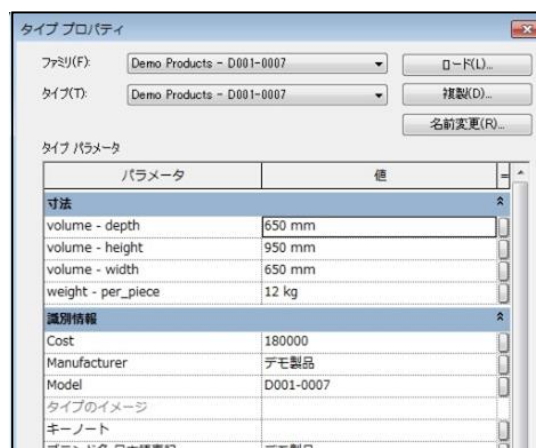 タイプ プロパティ
ファミリ(F): Demo Products - D001-0007 ロード(L)...
タイプ(T): Demo Products - D001-0007 複製(D)...
名前変更(R)...
タイプ パラメータ
パラメータ 値 =
寸法
volume - depth 650 mm
volume - height 950 mm
volume - width 650 mm
weight - per_piece 12 kg
識別情報
Cost 180000
Manufacturer デモ製品
Model D001-0007
タイプのイメージ
キーノート